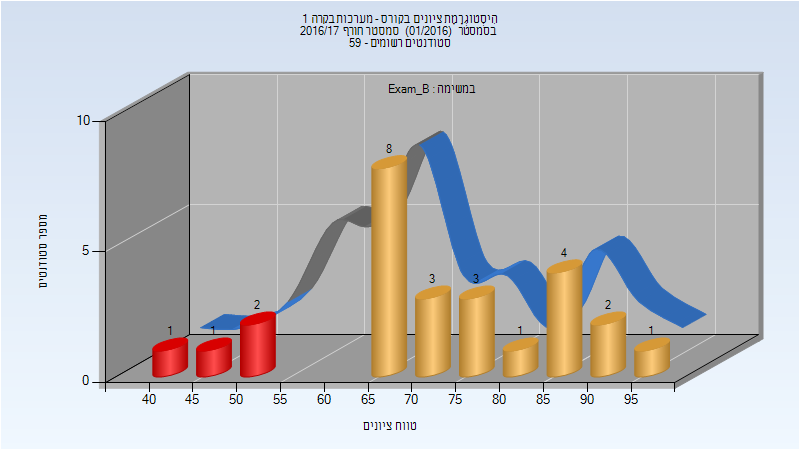 היסטוגרמת ציונים בקורס - מערכות בקרה 1
בסמסטר (01/2016) סמסטר חורף 2016/17
סטודנטים רשומים - 59
במשימה : Exam_B
מספר סטודנטים
10
5
0
1
1
2
8
3
3
1
4
2
1
40 45 50 55 60 65 70 75 80 85 90 95
טווח ציונים